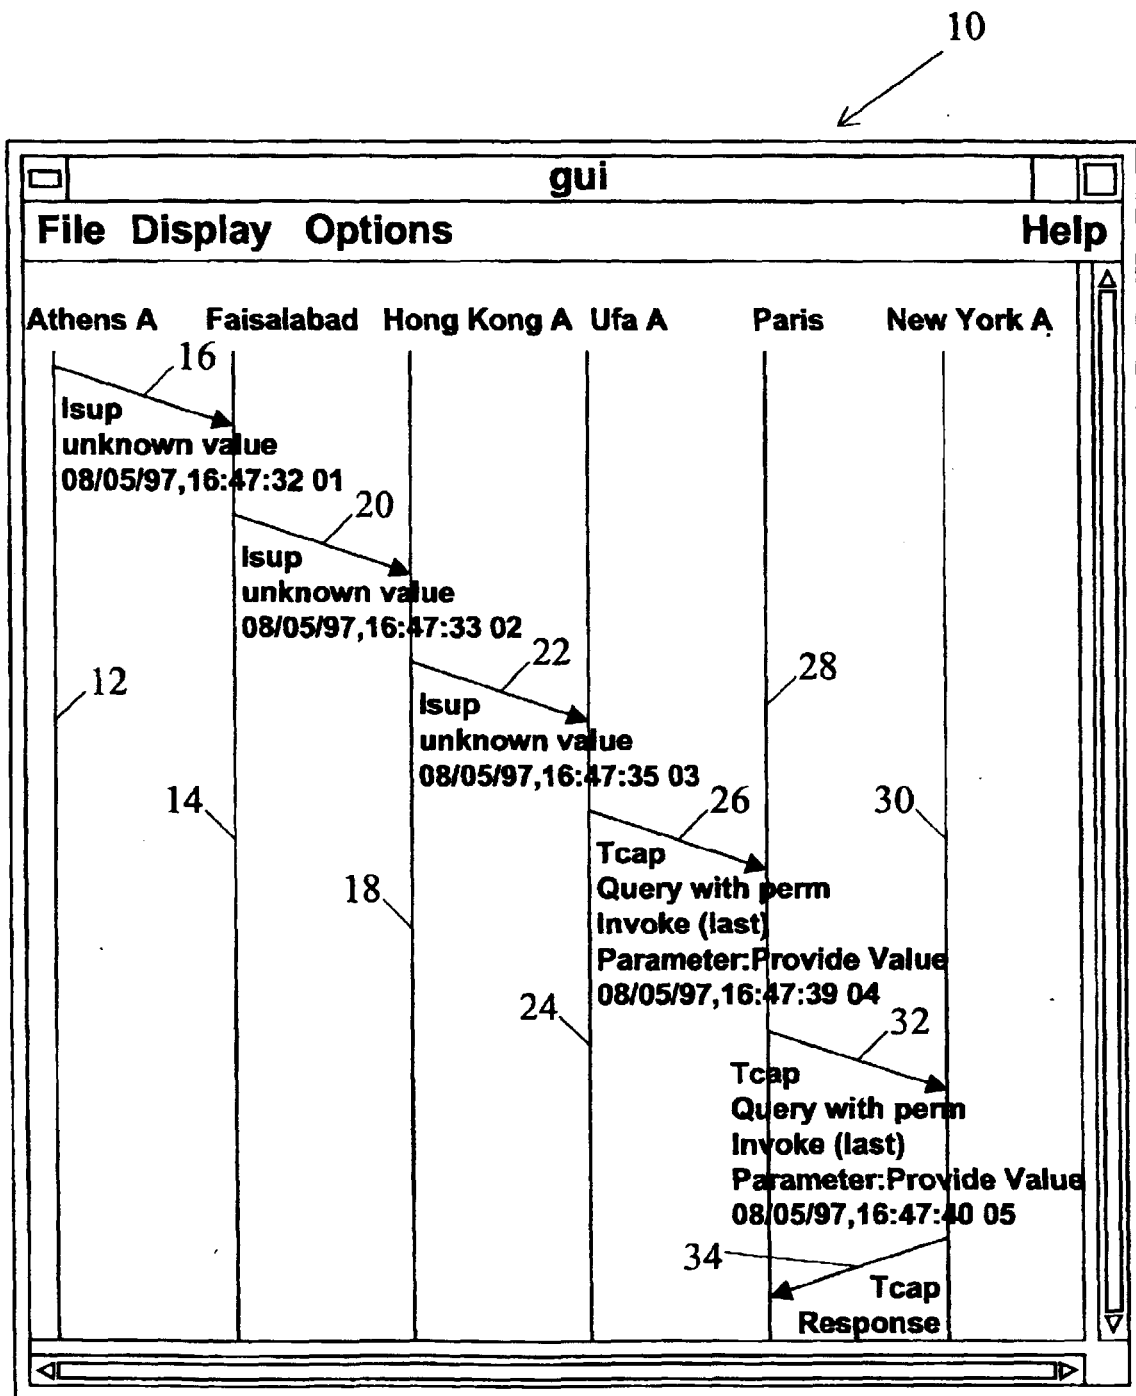 10
gui
File Display Options Help
Athens A Faisalabad Hong Kong A Ufa A Paris New York A
16
Isup
unknown value
08/05/97,16:47:32 01
20
Isup
unknown value
08/05/97,16:47:33 02
22
28
12
Isup
unknown value
08/05/97,16:47:35 03
14
26
30
Tcap
Query with perm
Invoke (last)
Parameter:Provide Value
08/05/97,16:47:39 04
18
24
32
Tcap
Query with perm
Invoke (last)
Parameter:Provide Value
08/05/97,16:47:40 05
34
Tcap
Response